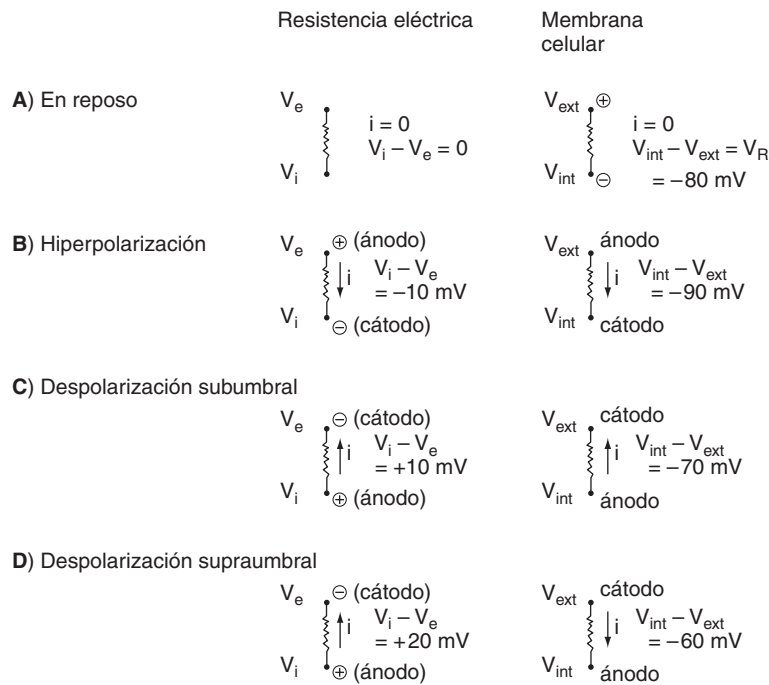 Resistencia eléctrica Membrana celular
A) En reposo
V_e V_ext ⊕
i = 0 i = 0
V_i – V_e = 0 V_int – V_ext = V_R
V_i V_int ⊖ = –80 mV
B) Hiperpolarización V_e ⊕ (ánodo) V_ext ánodo
i V_i – V_e i V_int – V_ext
= –10 mV = –90 mV
V_i ⊖ (cátodo) V_int cátodo
C) Despolarización subumbral
V_e ⊖ (cátodo) V_ext cátodo
i V_i – V_e i V_int – V_ext
= +10 mV = –70 mV
V_i ⊕ (ánodo) V_int ánodo
D) Despolarización supraumbral
V_e ⊖ (cátodo) V_ext cátodo
i V_i – V_e i V_int – V_ext
= +20 mV = –60 mV
V_i ⊕ (ánodo) V_int ánodo